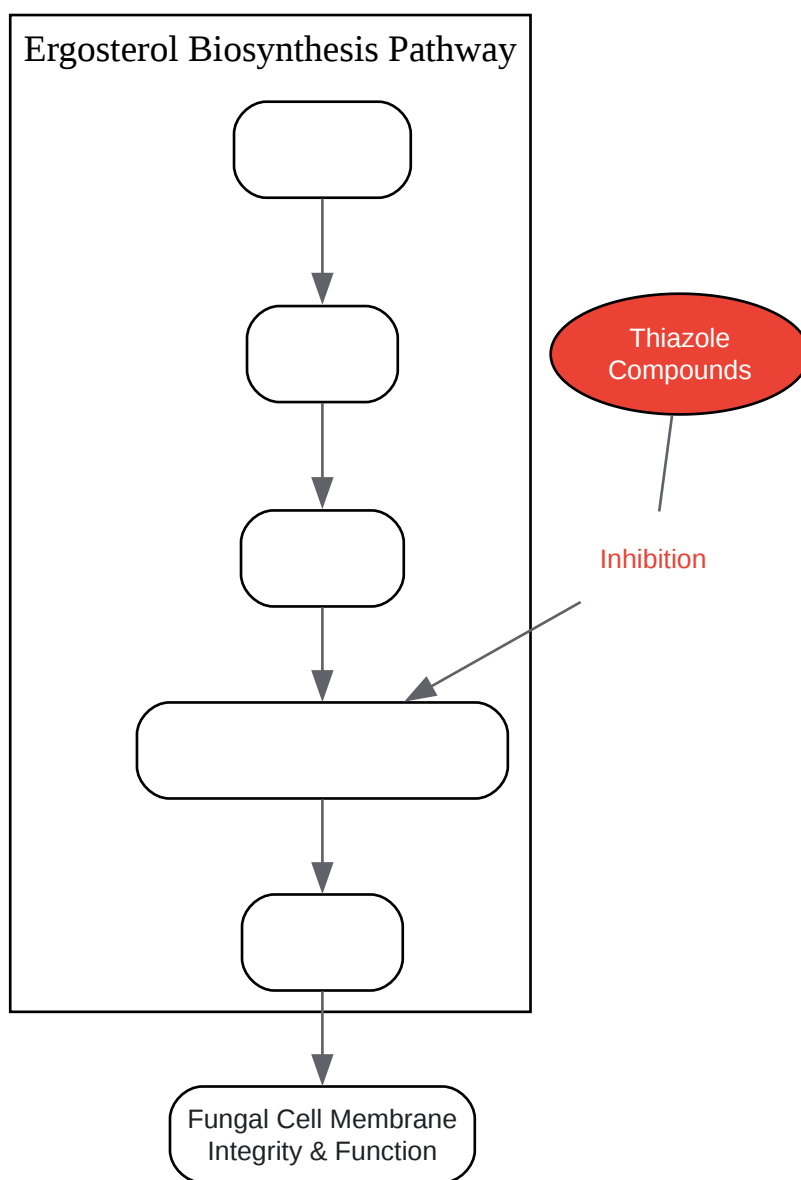 Ergosterol Biosynthesis Pathway
Thiazole
Compounds
Inhibition
Fungal Cell Membrane
Integrity & Function